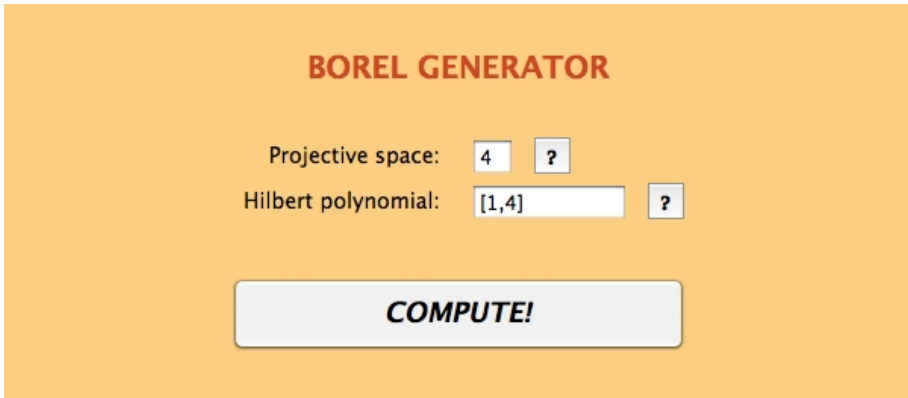 BOREL GENERATOR
Projective space: 4 ?
Hilbert polynomial: [1,4] ?
COMPUTE!